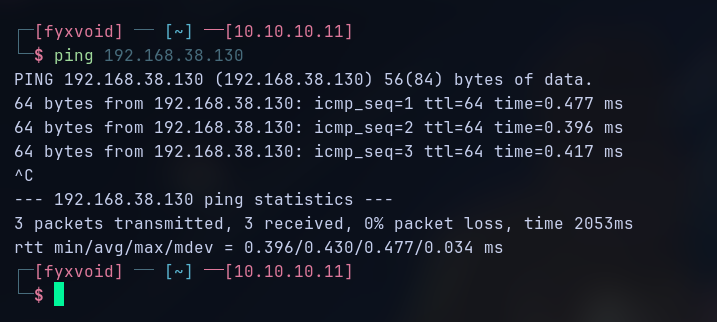 ┌─[fyxvoid] ── [~] ──[10.10.10.11]
└─$ ping 192.168.38.130
PING 192.168.38.130 (192.168.38.130) 56(84) bytes of data.
64 bytes from 192.168.38.130: icmp_seq=1 ttl=64 time=0.477 ms
64 bytes from 192.168.38.130: icmp_seq=2 ttl=64 time=0.396 ms
64 bytes from 192.168.38.130: icmp_seq=3 ttl=64 time=0.417 ms
^C
--- 192.168.38.130 ping statistics ---
3 packets transmitted, 3 received, 0% packet loss, time 2053ms
rtt min/avg/max/mdev = 0.396/0.430/0.477/0.034 ms
┌─[fyxvoid] ── [~] ──[10.10.10.11]
└─$